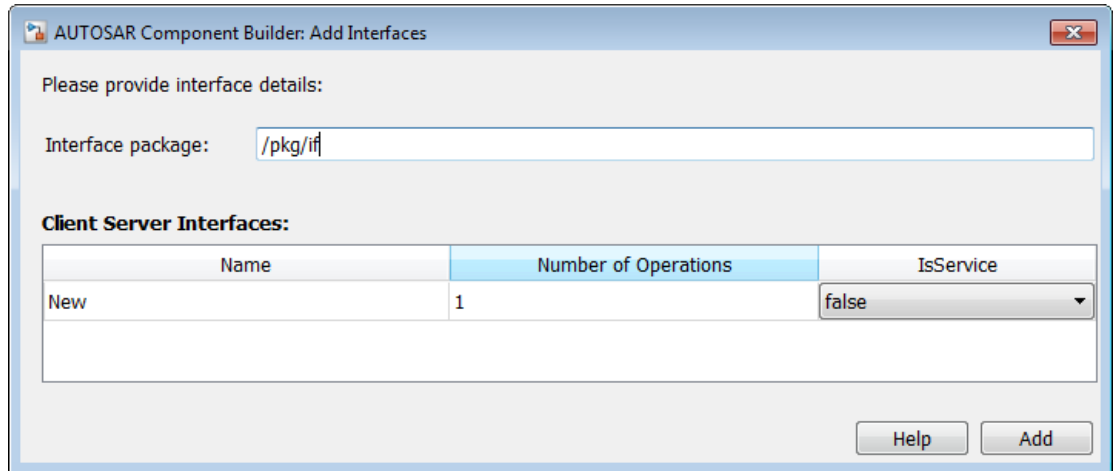 AUTOSAR Component Builder: Add Interfaces
Please provide interface details:
Interface package: /pkg/if
Client Server Interfaces:
Name Number of Operations IsService
New 1 false
Help Add